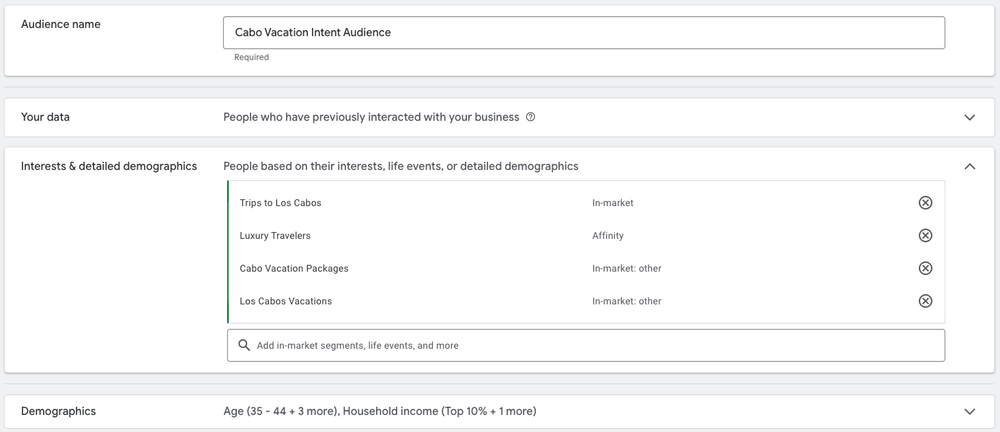 Audience name
Cabo Vacation Intent Audience
Required
Your data
People who have previously interacted with your business
Interests & detailed demographics
People based on their interests, life events, or detailed demographics
Trips to Los Cabos In-market
Luxury Travelers Affinity
Cabo Vacation Packages In-market: other
Los Cabos Vacations In-market: other
Add in-market segments, life events, and more
Demographics
Age (35 - 44 + 3 more), Household income (Top 10% + 1 more)